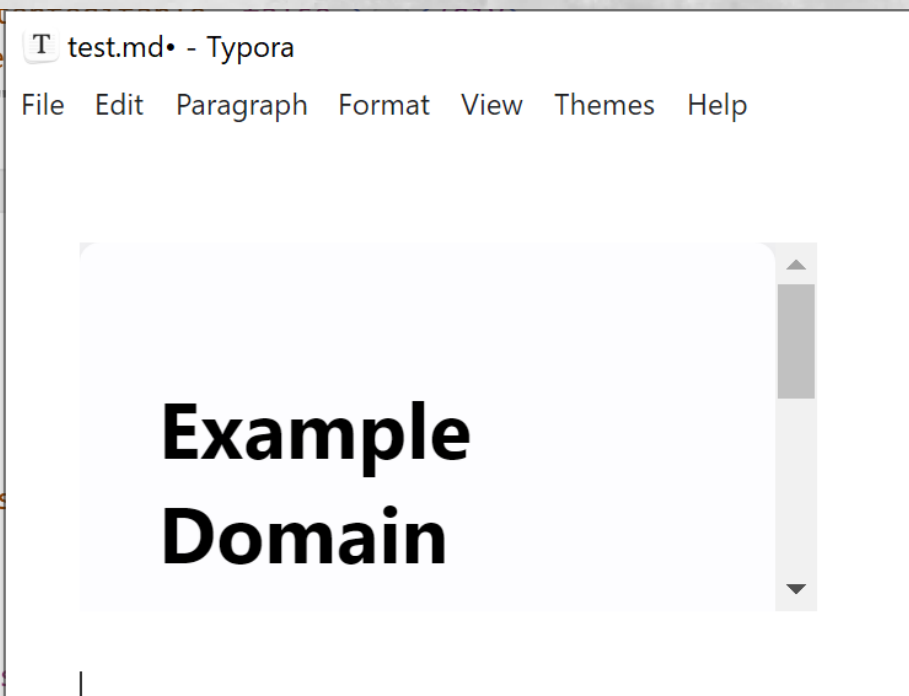 T test.md• - Typora
File Edit Paragraph Format View Themes Help
Example
Domain